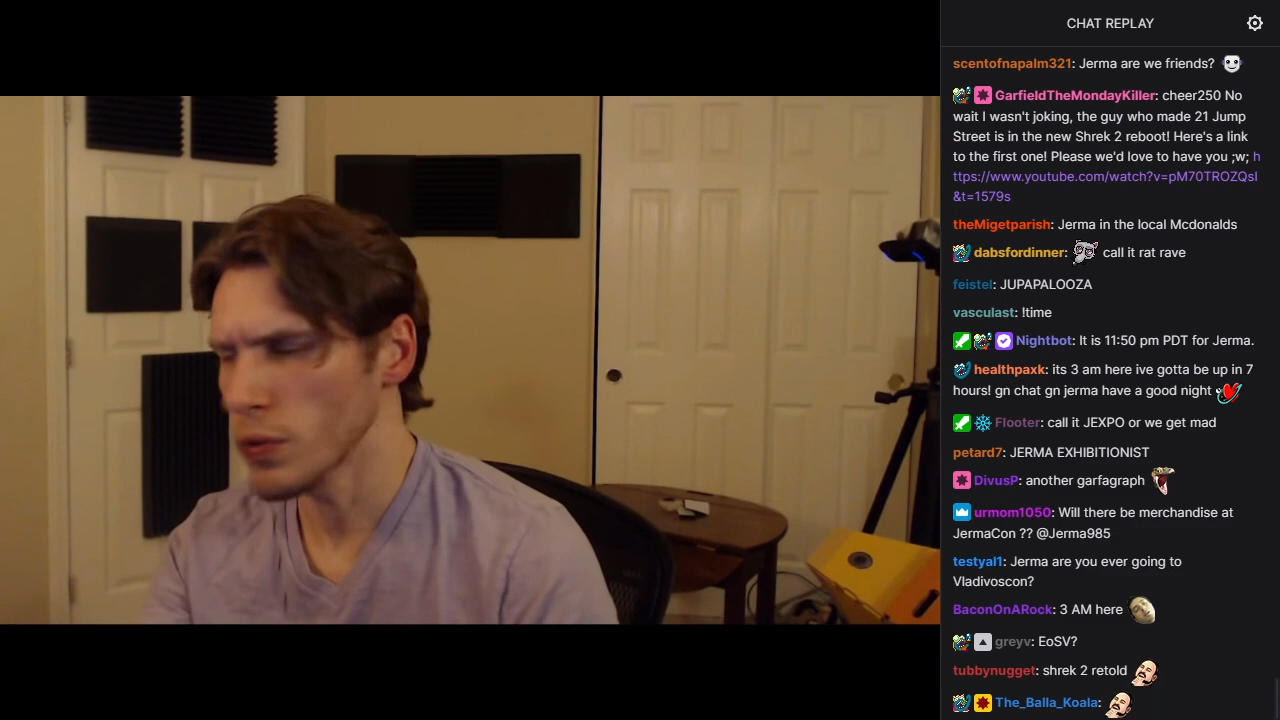 CHAT REPLAY
scentofnapalm321: Jerma are we friends?
GarfieldTheMondayKiller: cheer250 No
wait I wasn't joking, the guy who made 21 Jump
Street is in the new Shrek 2 reboot! Here's a link
to the first one! Please we'd love to have you ;w; h
ttps://www.youtube.com/watch?v=pM70TROZQsI
&t=1579s
theMigetparish: Jerma in the local Mcdonalds
dabsfordinner: call it rat rave
feistel: JUPAPALOOZA
vasculast: !time
Nightbot: It is 11:50 pm PDT for Jerma.
healthpaxk: its 3 am here ive gotta be up in 7
hours! gn chat gn jerma have a good night
Flooter: call it JEXPO or we get mad
petard7: JERMA EXHIBITIONIST
DivusP: another garfagraph
urmom1050: Will there be merchandise at
JermaCon ?? @Jerma985
testyal1: Jerma are you ever going to
Vladivoscon?
BaconOnARock: 3 AM here
greyv: EoSV?
tubbynugget: shrek 2 retold
The_Balla_Koala: